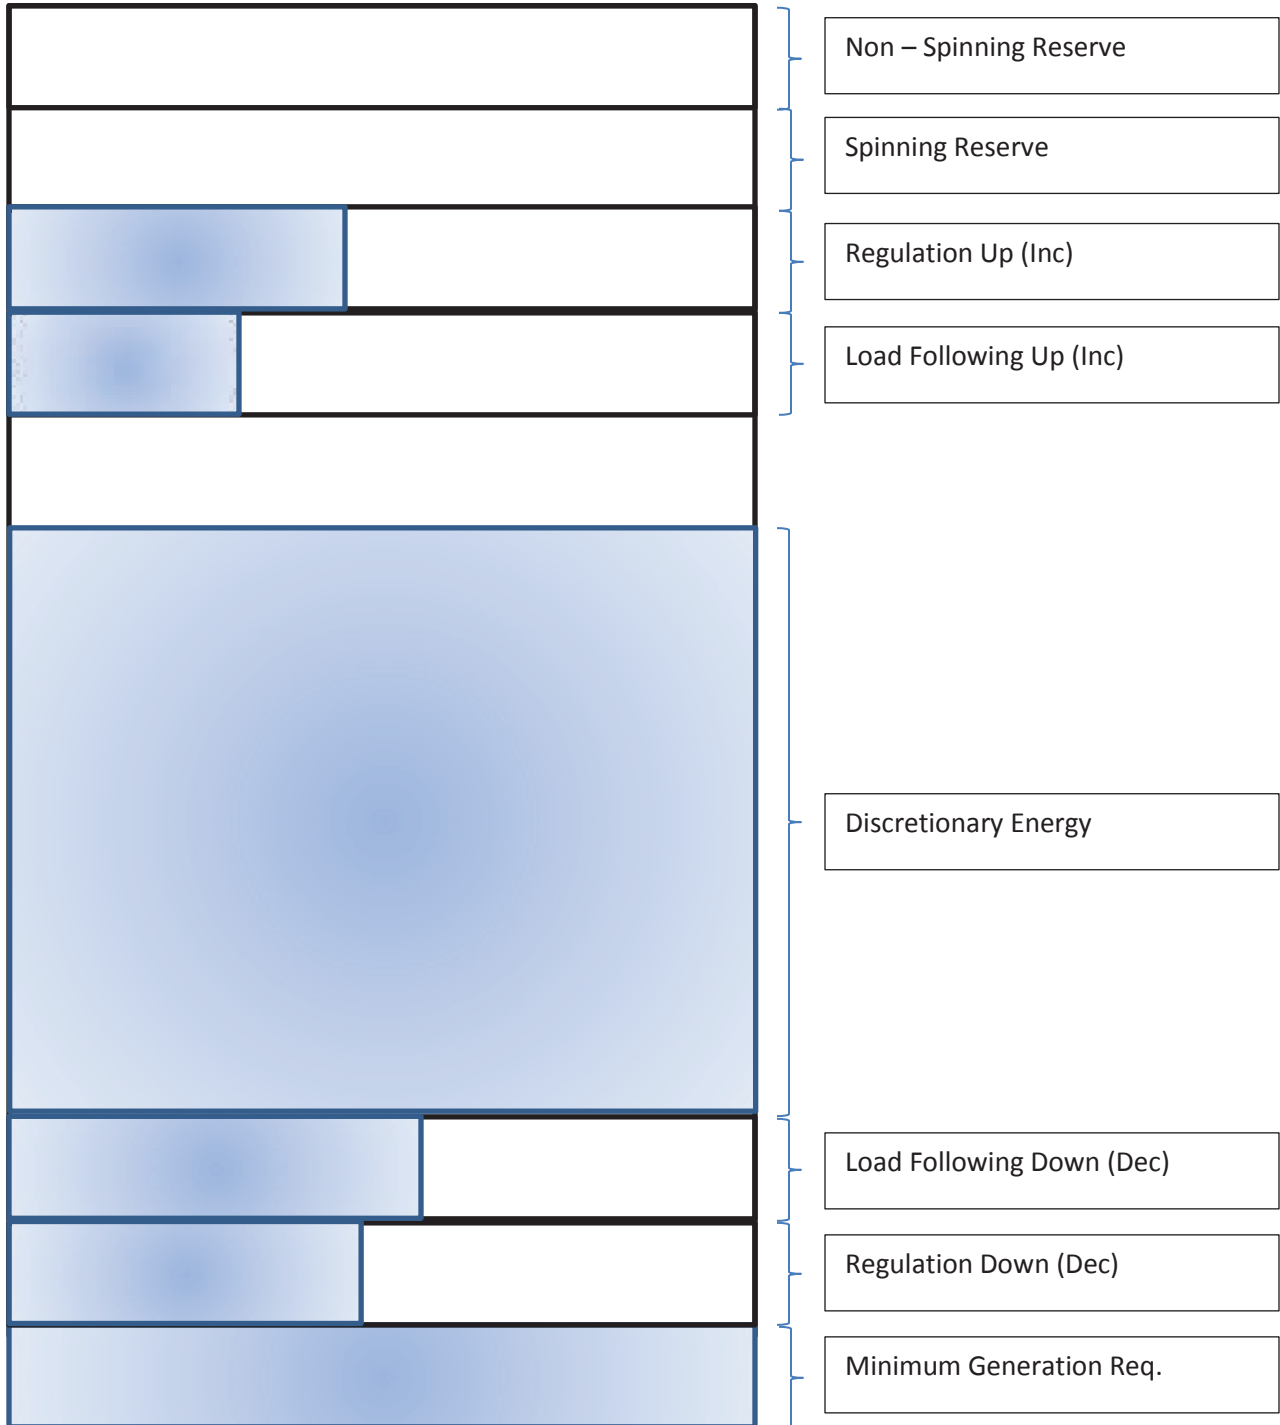 Non – Spinning Reserve
Spinning Reserve
Regulation Up (Inc)
Load Following Up (Inc)
Discretionary Energy
Load Following Down (Dec)
Regulation Down (Dec)
Minimum Generation Req.